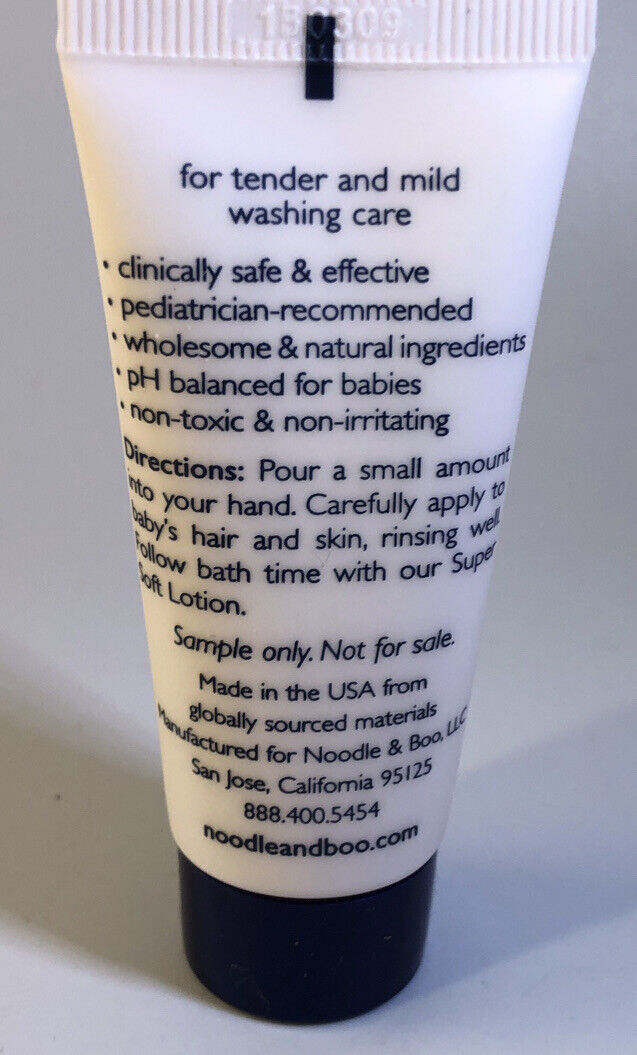 150309
for tender and mild
washing care
• clinically safe & effective
• pediatrician-recommended
• wholesome & natural ingredients
• pH balanced for babies
• non-toxic & non-irritating
Directions: Pour a small amount
into your hand. Carefully apply to
baby's hair and skin, rinsing well.
Follow bath time with our Super
Soft Lotion.
Sample only. Not for sale.
Made in the USA from
globally sourced materials
Manufactured for Noodle & Boo, LLC
San Jose, California 95125
888.400.5454
noodleandboo.com